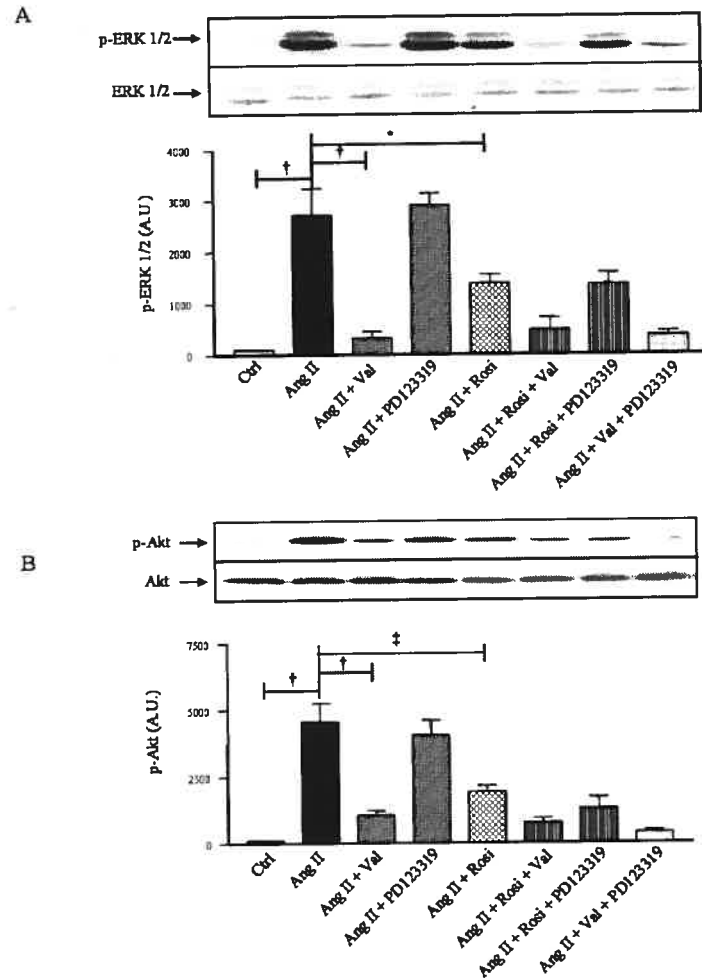 A
p-ERK 1/2
ERK 1/2
*
†
†
4000
3000
2000
1000
0
p-ERK 1/2 (A.U)
Ctrl
Ang II
Ang II + Val
Ang II + PD123319
Ang II + Rosi
Ang II + Rosi + Val
Ang II + Rosi + PD123319
Ang II + Val + PD123319
B
p-Akt
Akt
‡
†
†
7500
5000
2500
0
p-Akt (A.U.)
Ctrl
Ang II
Ang II + Val
Ang II + PD123319
Ang II + Rosi
Ang II + Rosi + Val
Ang II + Rosi + PD123319
Ang II + Val + PD123319